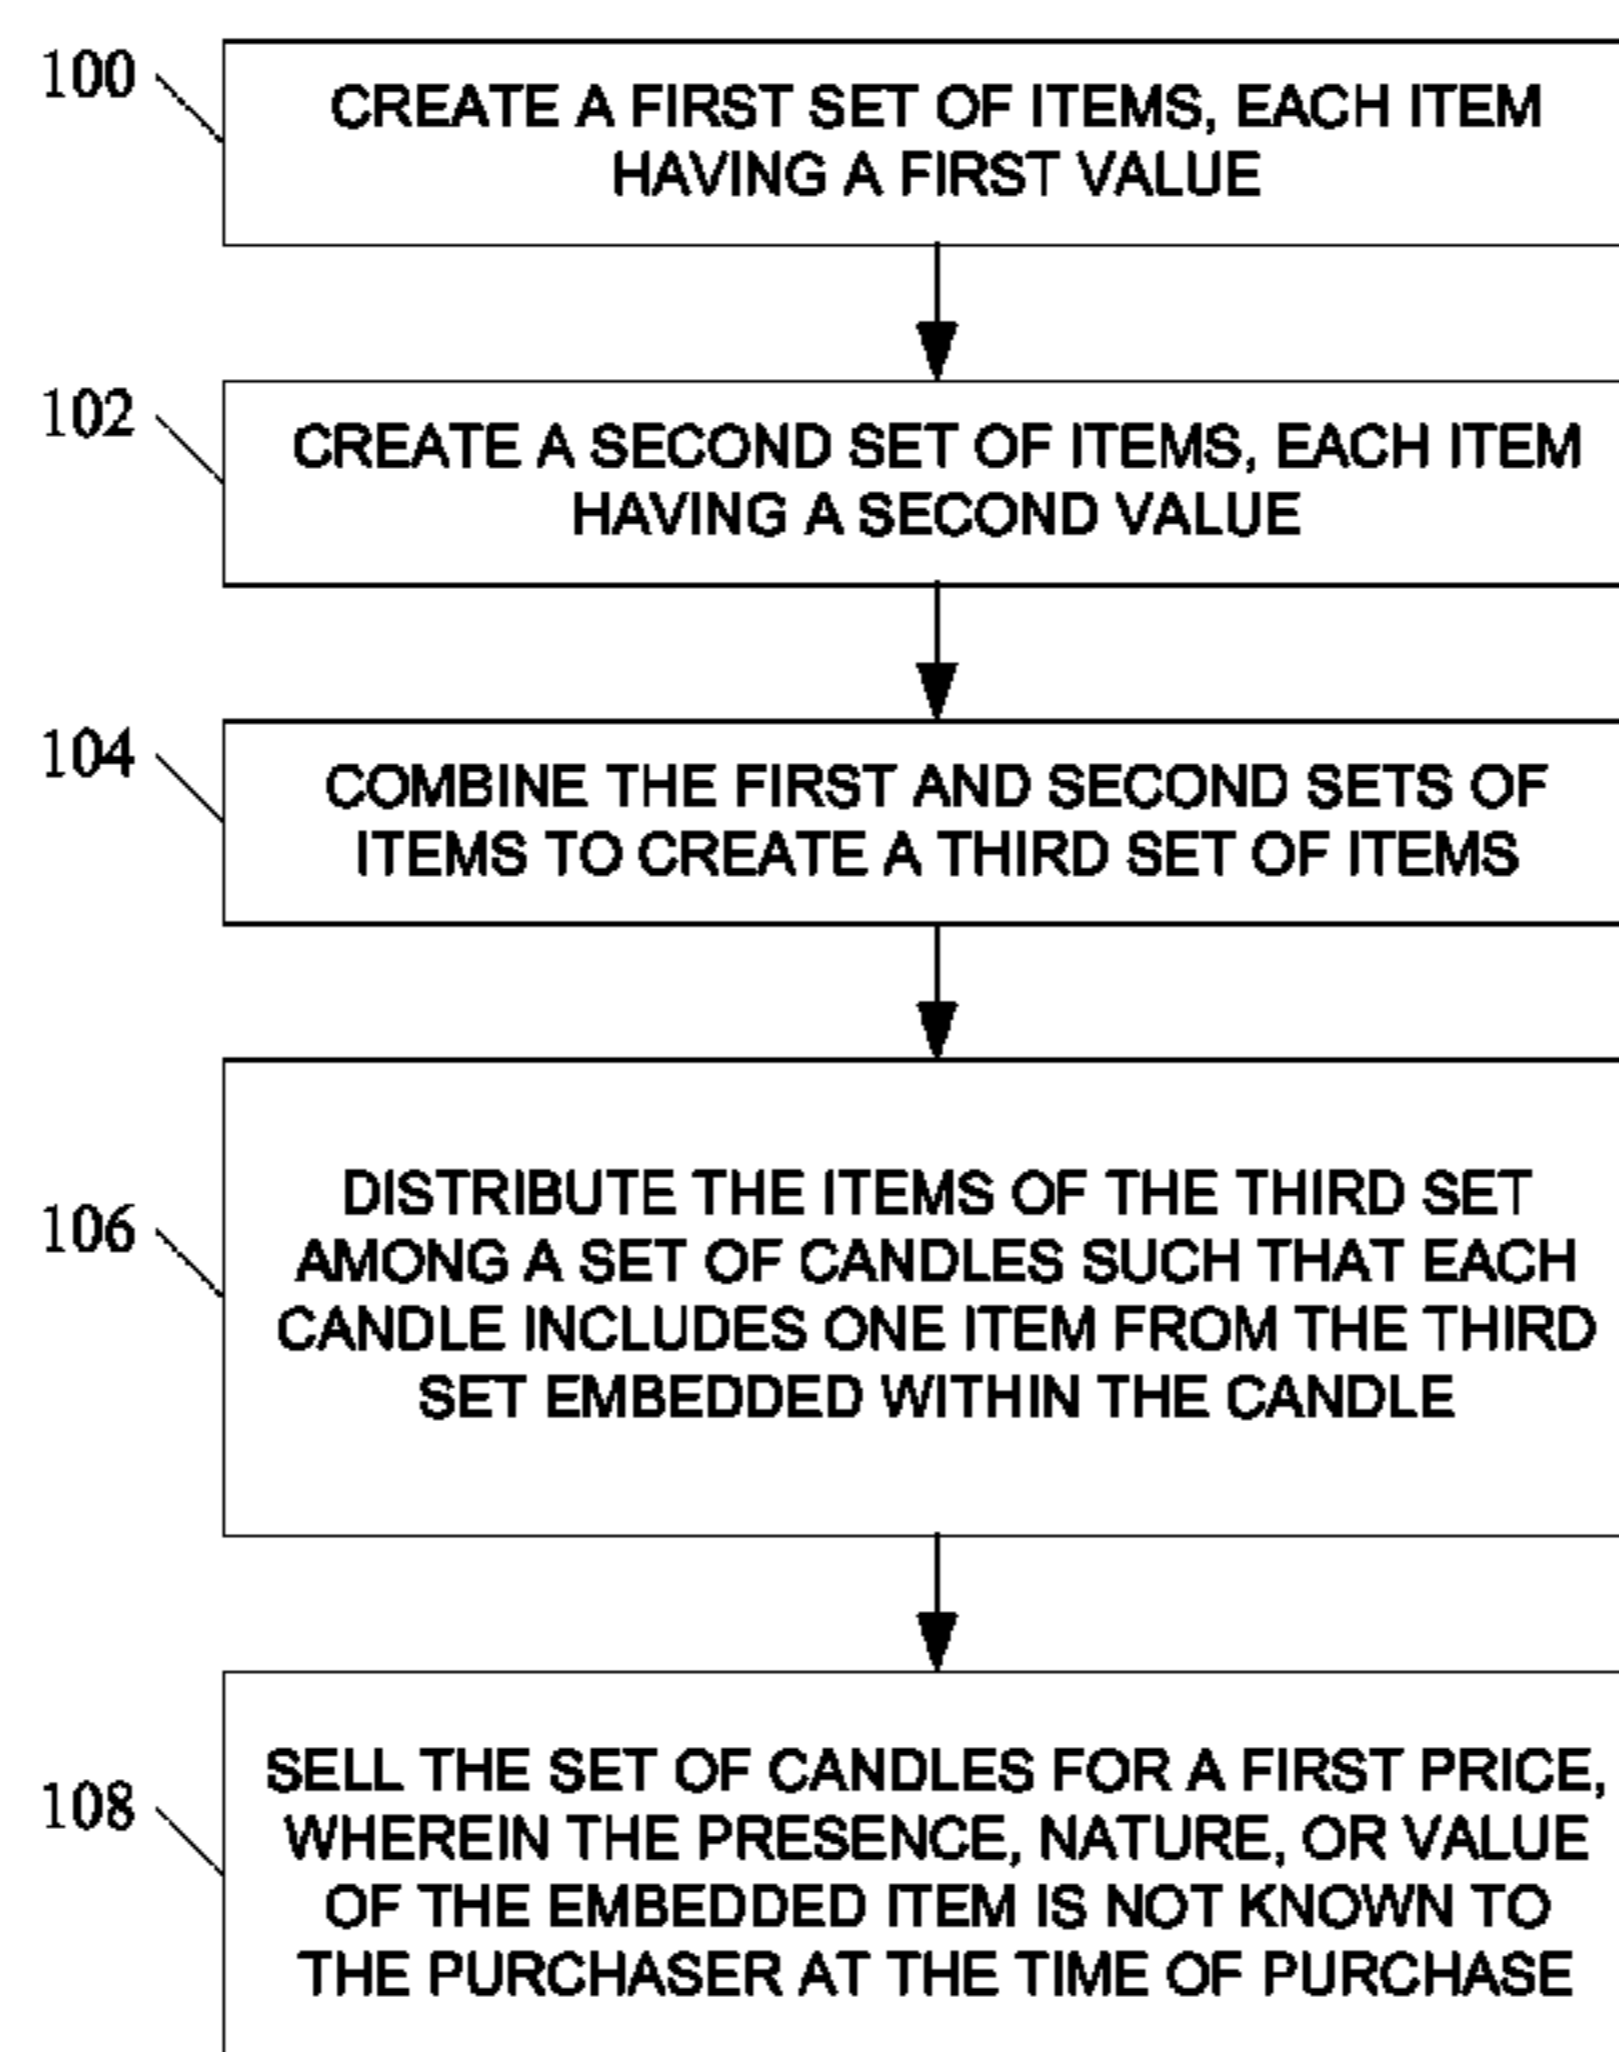 100
CREATE A FIRST SET OF ITEMS, EACH ITEM
HAVING A FIRST VALUE
102
CREATE A SECOND SET OF ITEMS, EACH ITEM
HAVING A SECOND VALUE
104
COMBINE THE FIRST AND SECOND SETS OF
ITEMS TO CREATE A THIRD SET OF ITEMS
106
DISTRIBUTE THE ITEMS OF THE THIRD SET
AMONG A SET OF CANDLES SUCH THAT EACH
CANDLE INCLUDES ONE ITEM FROM THE THIRD
SET EMBEDDED WITHIN THE CANDLE
108
SELL THE SET OF CANDLES FOR A FIRST PRICE,
WHEREIN THE PRESENCE, NATURE, OR VALUE
OF THE EMBEDDED ITEM IS NOT KNOWN TO
THE PURCHASER AT THE TIME OF PURCHASE